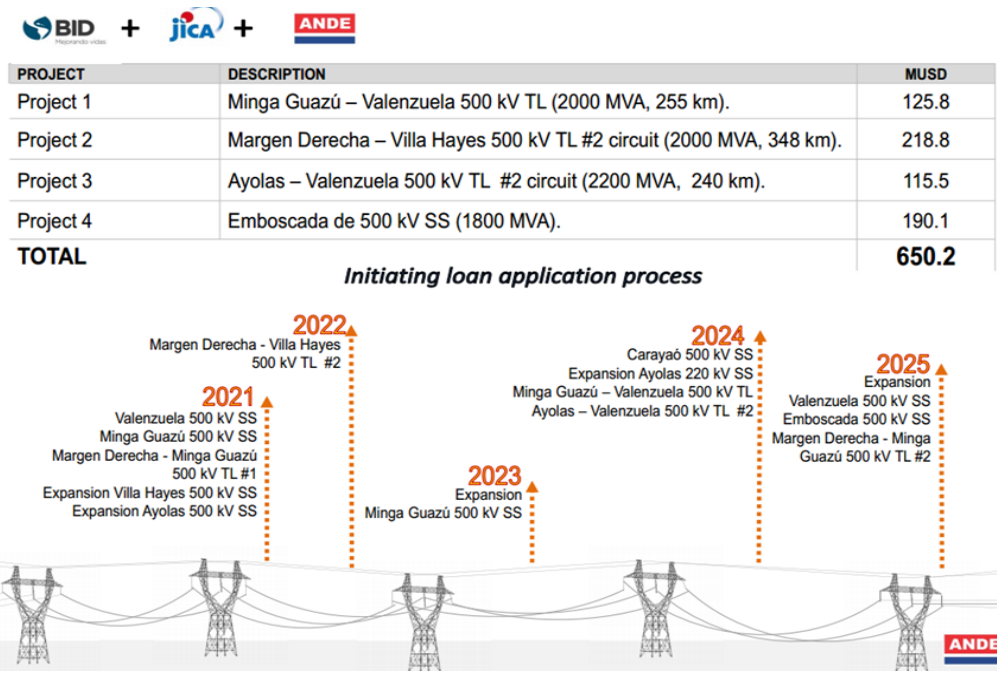 BID
Mejorando vidas
+
jica
+
ANDE
PROJECT DESCRIPTION MUSD
Project 1 Minga Guazú – Valenzuela 500 kV TL (2000 MVA, 255 km). 125.8
Project 2 Margen Derecha – Villa Hayes 500 kV TL #2 circuit (2000 MVA, 348 km). 218.8
Project 3 Ayolas – Valenzuela 500 kV TL #2 circuit (2200 MVA, 240 km). 115.5
Project 4 Emboscada de 500 kV SS (1800 MVA). 190.1
TOTAL 650.2
Initiating loan application process
2021
Valenzuela 500 kV SS
Minga Guazú 500 kV SS
Margen Derecha - Minga Guazú
500 kV TL #1
Expansion Villa Hayes 500 kV SS
Expansion Ayolas 500 kV SS
2022
Margen Derecha - Villa Hayes
500 kV TL #2
2023
Expansion
Minga Guazú 500 kV SS
2024
Carayaó 500 kV SS
Expansion Ayolas 220 kV SS
Minga Guazú – Valenzuela 500 kV TL
Ayolas – Valenzuela 500 kV TL #2
2025
Expansion
Valenzuela 500 kV SS
Emboscada 500 kV SS
Margen Derecha - Minga
Guazú 500 kV TL #2
ANDE